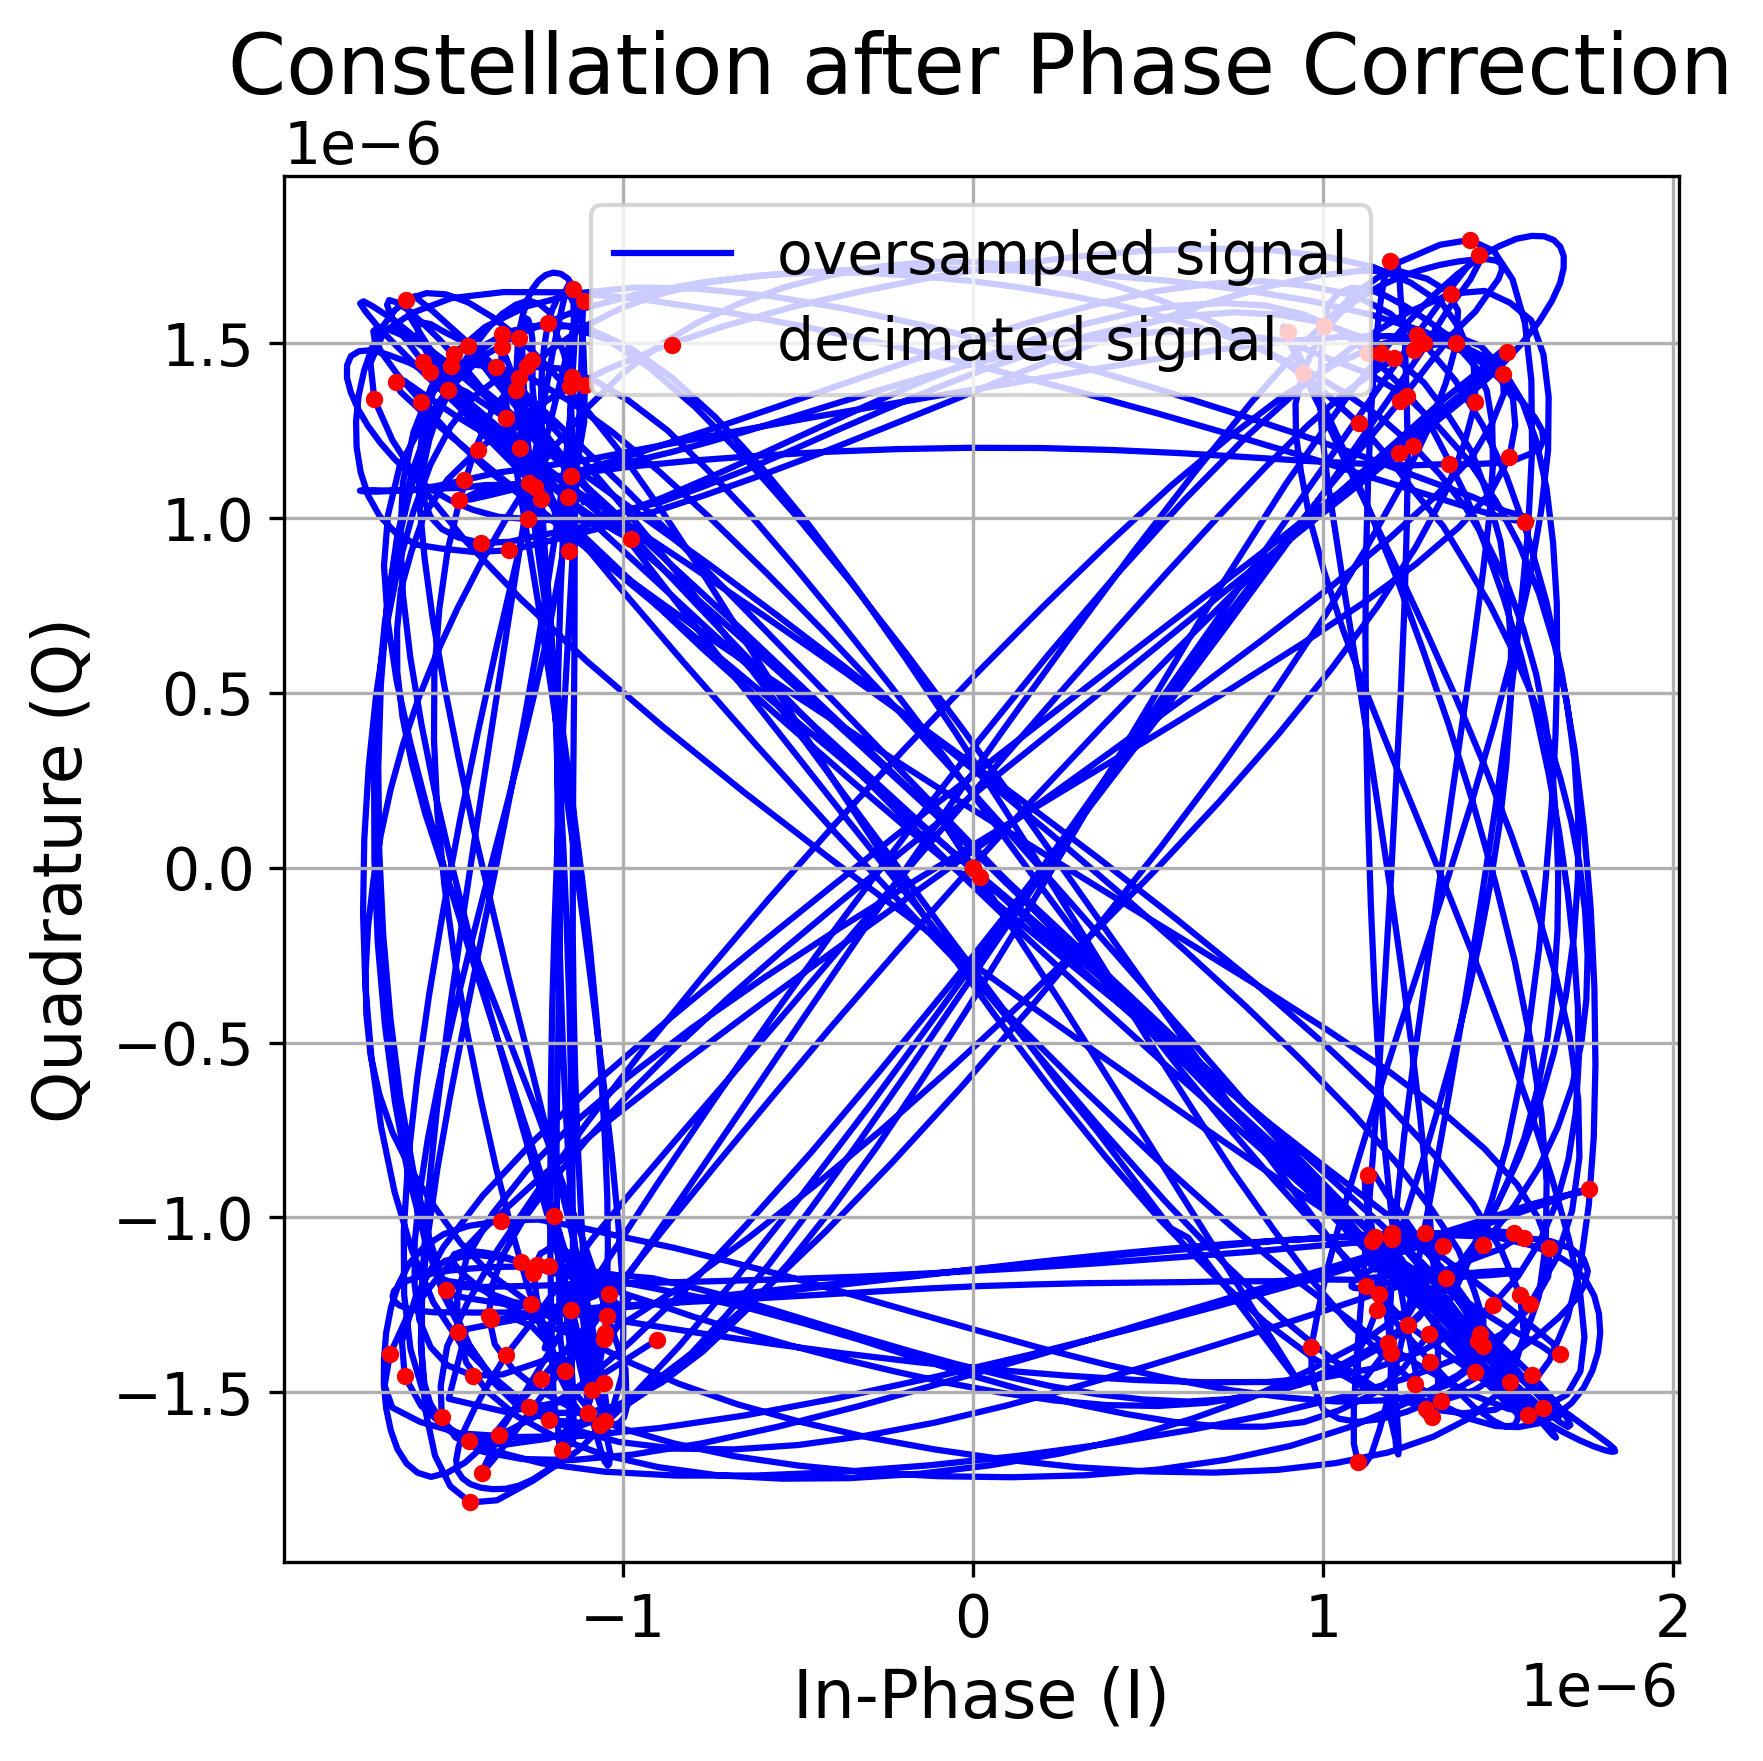 Constellation after Phase Correction
1e−6
oversampled signal
decimated signal
1.5
1.0
0.5
0.0
−0.5
−1.0
−1.5
Quadrature (Q)
−1 0 1 2
1e−6
In-Phase (I)